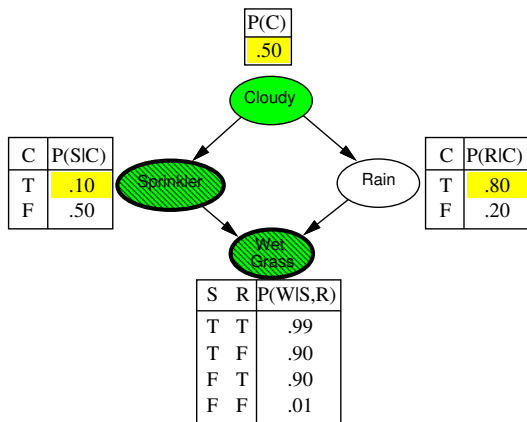 P(C)
.50
Cloudy
C P(S|C)
T .10
F .50
Sprinkler
Rain
C P(R|C)
T .80
F .20
Wet
Grass
S R P(W|S,R)
T T .99
T F .90
F T .90
F F .01